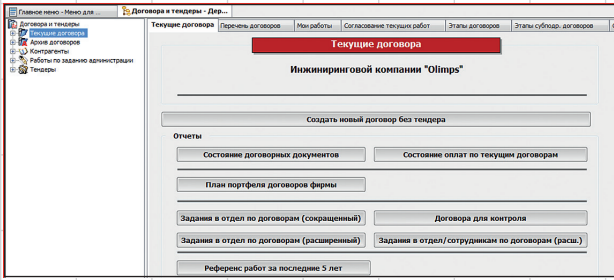 Главное меню - Меню для ...
Договора и тендеры - Дер...
Договора и тендеры
Текущие договора
Архив договоров
Контрагенты
Работы по заданию администрации
Тендеры
Текущие договора Перечень договоров Мои работы Согласование текущих работ Этапы договоров Этапы субподр. договоров
Текущие договора
Инжиниринговой компании "Olimps"
Создать новый договор без тендера
Отчеты
Состояние договорных документов Состояние оплат по текущим договорам
План портфеля договоров фирмы
Задания в отдел по договорам (сокращенный) Договора для контроля
Задания в отдел по договорам (расширенный) Задания в отдел/сотрудникам по договорам (расш.)
Референс работ за последние 5 лет